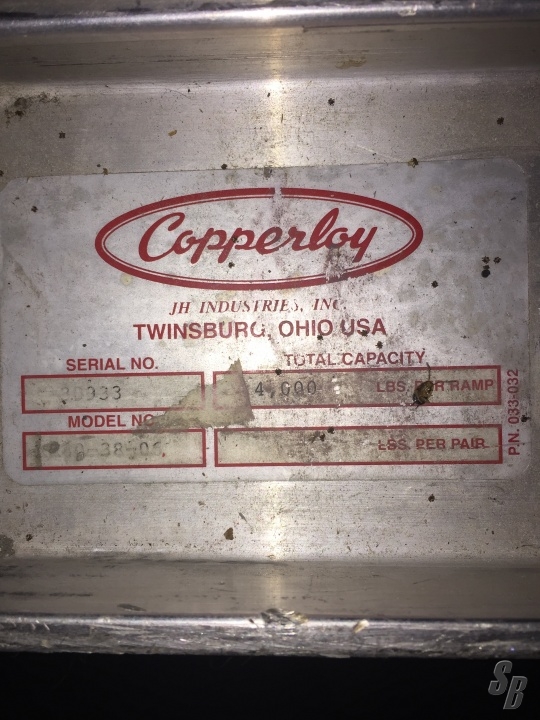 Copperloy
JH INDUSTRIES, INC.
TWINSBURG, OHIO USA
SERIAL NO. TOTAL CAPACITY
LBS. PER RAMP
MODEL NO.
LBS. PER PAIR
P.N. 033-032
SB